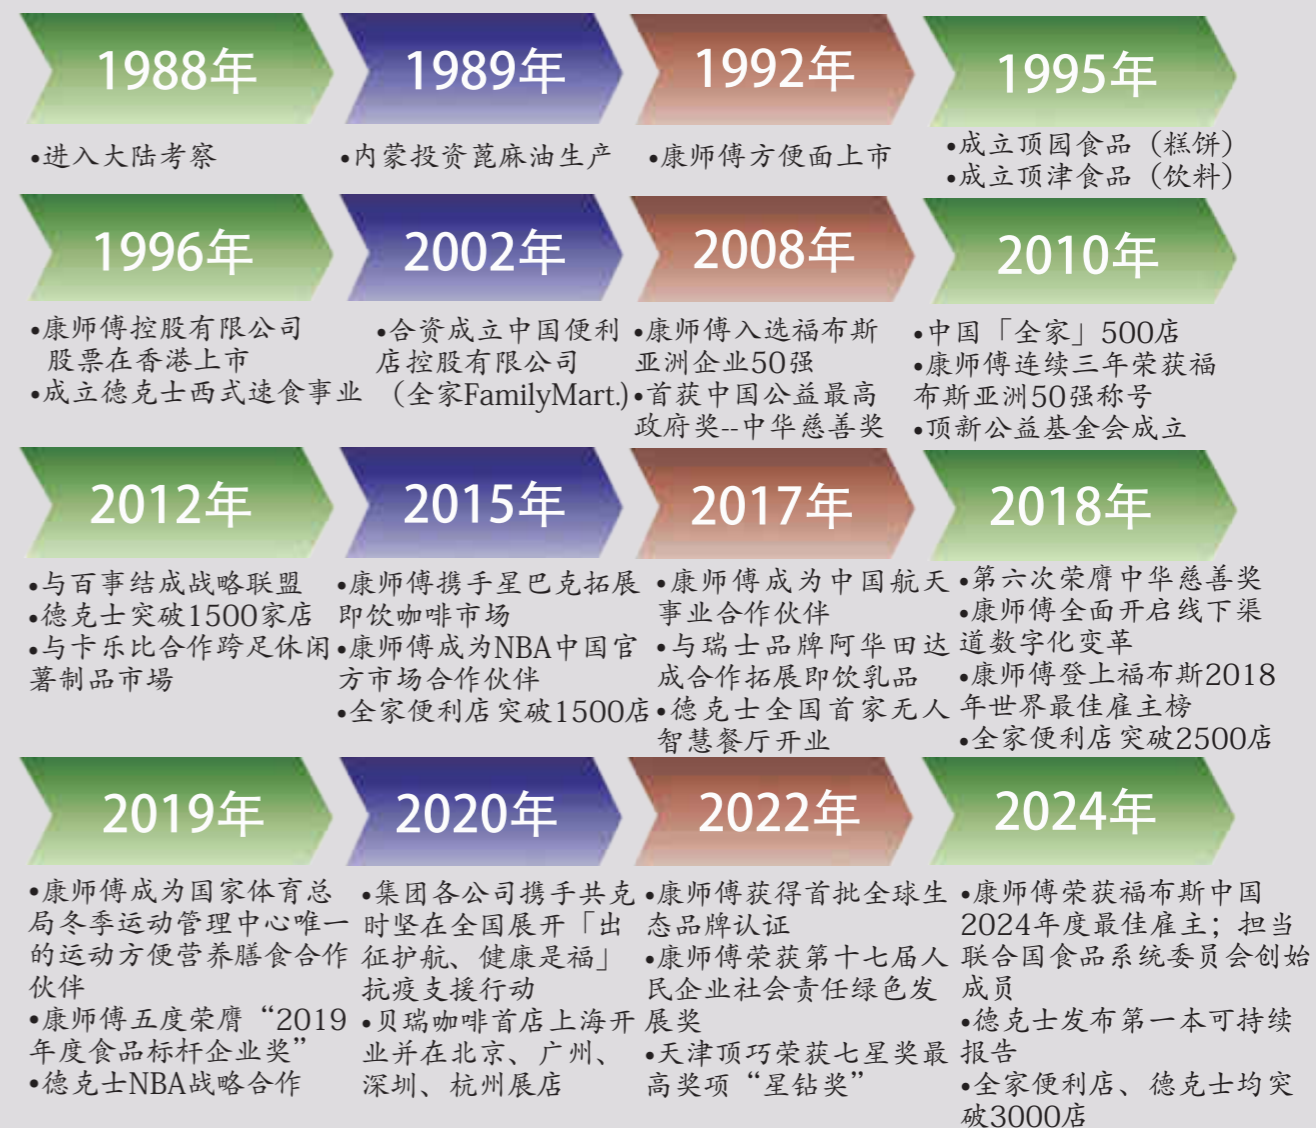 1988年
•进入大陆考察
1989年
•内蒙投资蓖麻油生产
1992年
•康师傅方便面上市
1995年
•成立顶园食品（糕饼）
•成立顶津食品（饮料）
1996年
•康师傅控股有限公司
股票在香港上市
•成立德克士西式速食事业
2002年
•合资成立中国便利
店控股有限公司
（全家FamilyMart.)
2008年
•康师傅入选福布斯
亚洲企业50强
•首获中国公益最高
政府奖--中华慈善奖
2010年
•中国「全家」500店
•康师傅连续三年荣获福
布斯亚洲50强称号
•顶新公益基金会成立
2012年
•与百事结成战略联盟
•德克士突破1500家店
•与卡乐比合作跨足休闲
薯制品市場
2015年
•康师傅携手星巴克拓展
即饮咖啡市场
•康师傅成为NBA中国官
方市场合作伙伴
•全家便利店突破1500店
2017年
•康师傅成为中国航天
事业合作伙伴
•与瑞士品牌阿华田达
成合作拓展即饮乳品
•德克士全国首家无人
智慧餐厅开业
2018年
•第六次荣膺中华慈善奖
•康师傅全面开启线下渠
道数字化变革
•康师傅登上福布斯2018
年世界最佳雇主榜
•全家便利店突破2500店
2019年
•康师傅成为国家体育总
局冬季运动管理中心唯一
的运动方便营养膳食合作
伙伴
•康师傅五度荣膺“2019
年度食品标杆企业奖”
•德克士NBA战略合作
2020年
•集团各公司携手共克
时坚在全国展开「出
征护航、健康是福」
抗疫支援行动
•贝瑞咖啡首店上海开
业并在北京、广州、
深圳、杭州展店
2022年
•康师傅获得首批全球生
态品牌认证
•康师傅荣获第十七届人
民企业社会责任绿色发
展奖
•天津顶巧荣获七星奖最
高奖项“星钻奖”
2024年
•康师傅荣获福布斯中国
2024年度最佳雇主；担当
联合国食品系统委员会创始
成员
•德克士发布第一本可持续
报告
•全家便利店、德克士均突
破3000店